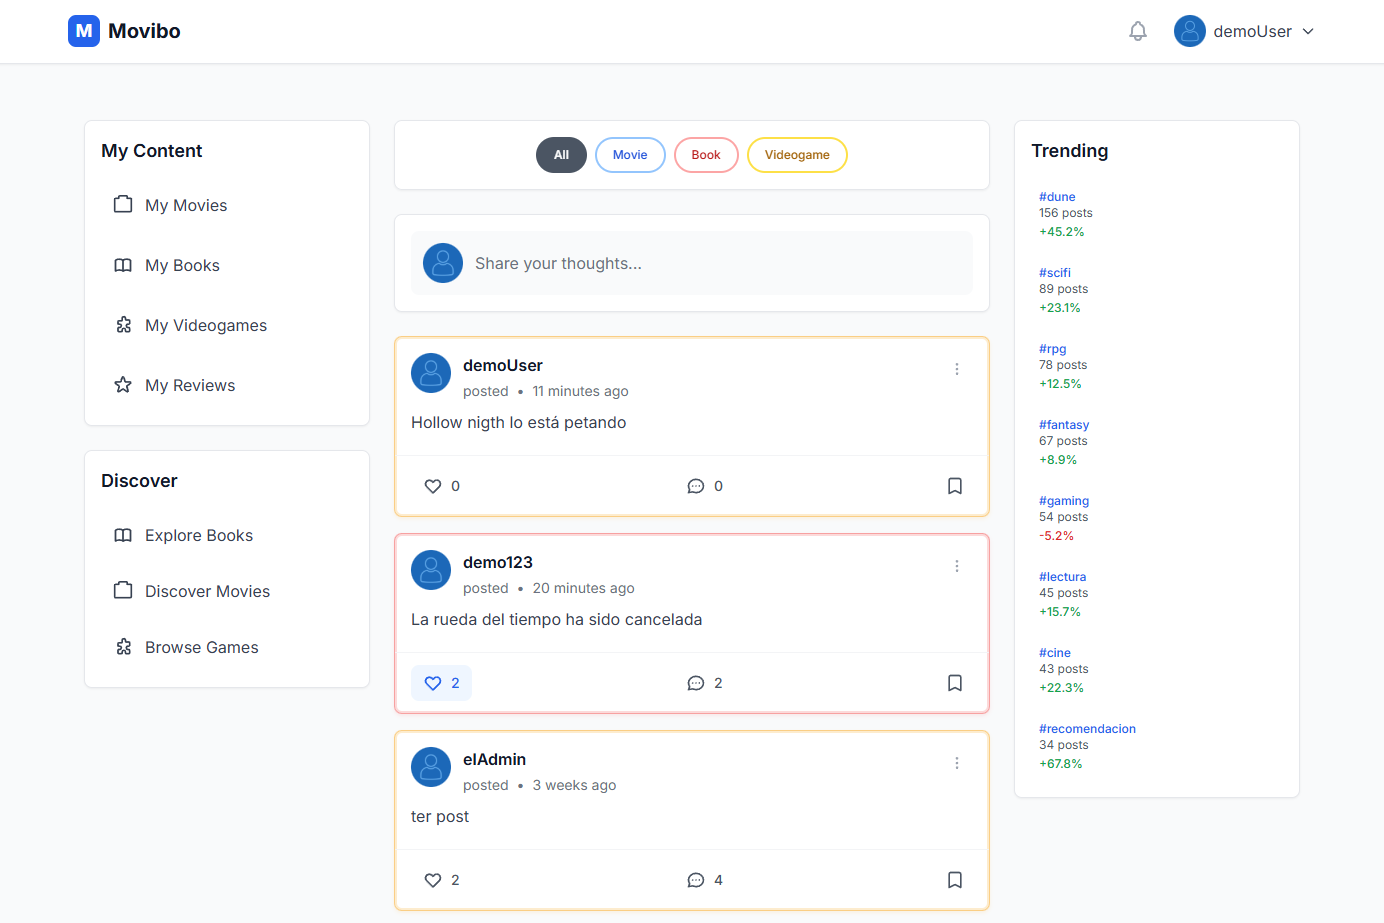 M Movibo
demoUser
My Content
My Movies
My Books
My Videogames
My Reviews
Discover
Explore Books
Discover Movies
Browse Games
All Movie Book Videogame
Share your thoughts...
demoUser
posted • 11 minutes ago
Hollow nigth lo está petando
0 0
demo123
posted • 20 minutes ago
La rueda del tiempo ha sido cancelada
2 2
elAdmin
posted • 3 weeks ago
ter post
2 4
Trending
#dune
156 posts
+45.2%
#scifi
89 posts
+23.1%
#rpg
78 posts
+12.5%
#fantasy
67 posts
+8.9%
#gaming
54 posts
-5.2%
#lectura
45 posts
+15.7%
#cine
43 posts
+22.3%
#recomendacion
34 posts
+67.8%